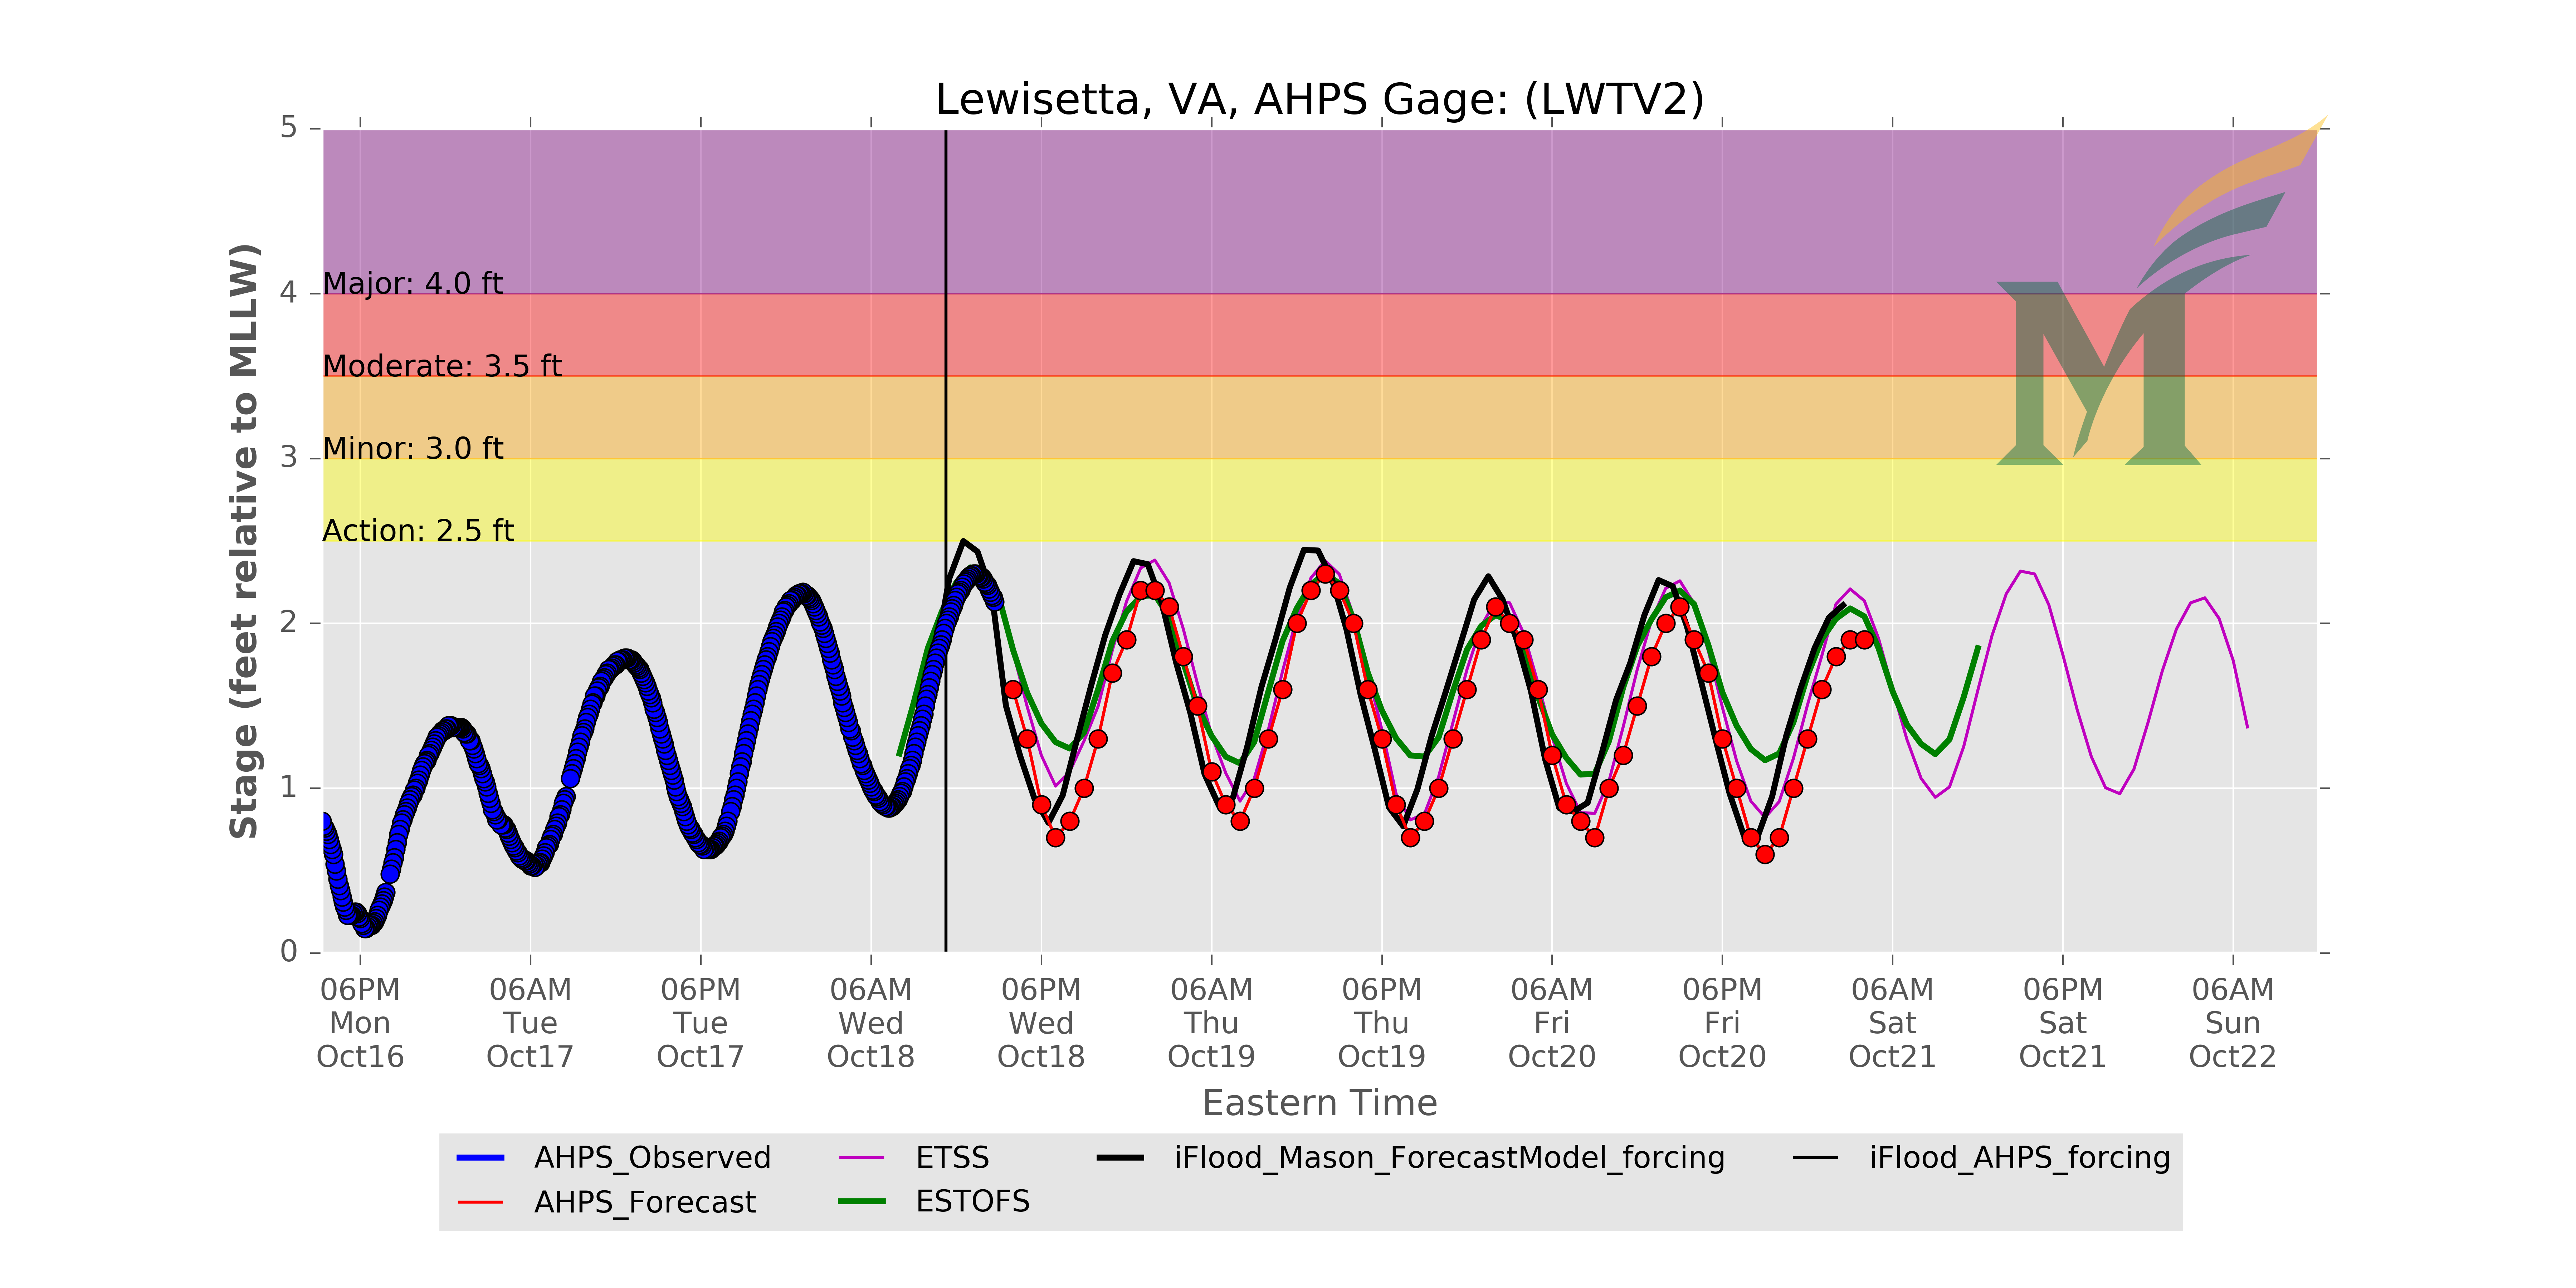 Lewisetta, VA, AHPS Gage: (LWTV2)
Stage (feet relative to MLLW)
5
4
3
2
1
0
Major: 4.0 ft
Moderate: 3.5 ft
Minor: 3.0 ft
Action: 2.5 ft
06PM 06AM 06PM 06AM 06PM 06AM 06PM 06AM 06PM 06AM 06PM 06AM
Mon Tue Tue Wed Wed Thu Thu Fri Fri Sat Sat Sun
Oct16 Oct17 Oct17 Oct18 Oct18 Oct19 Oct19 Oct20 Oct20 Oct21 Oct21 Oct22
Eastern Time
AHPS_Observed ETSS iFlood_Mason_ForecastModel_forcing iFlood_AHPS_forcing
AHPS_Forecast ESTOFS
M